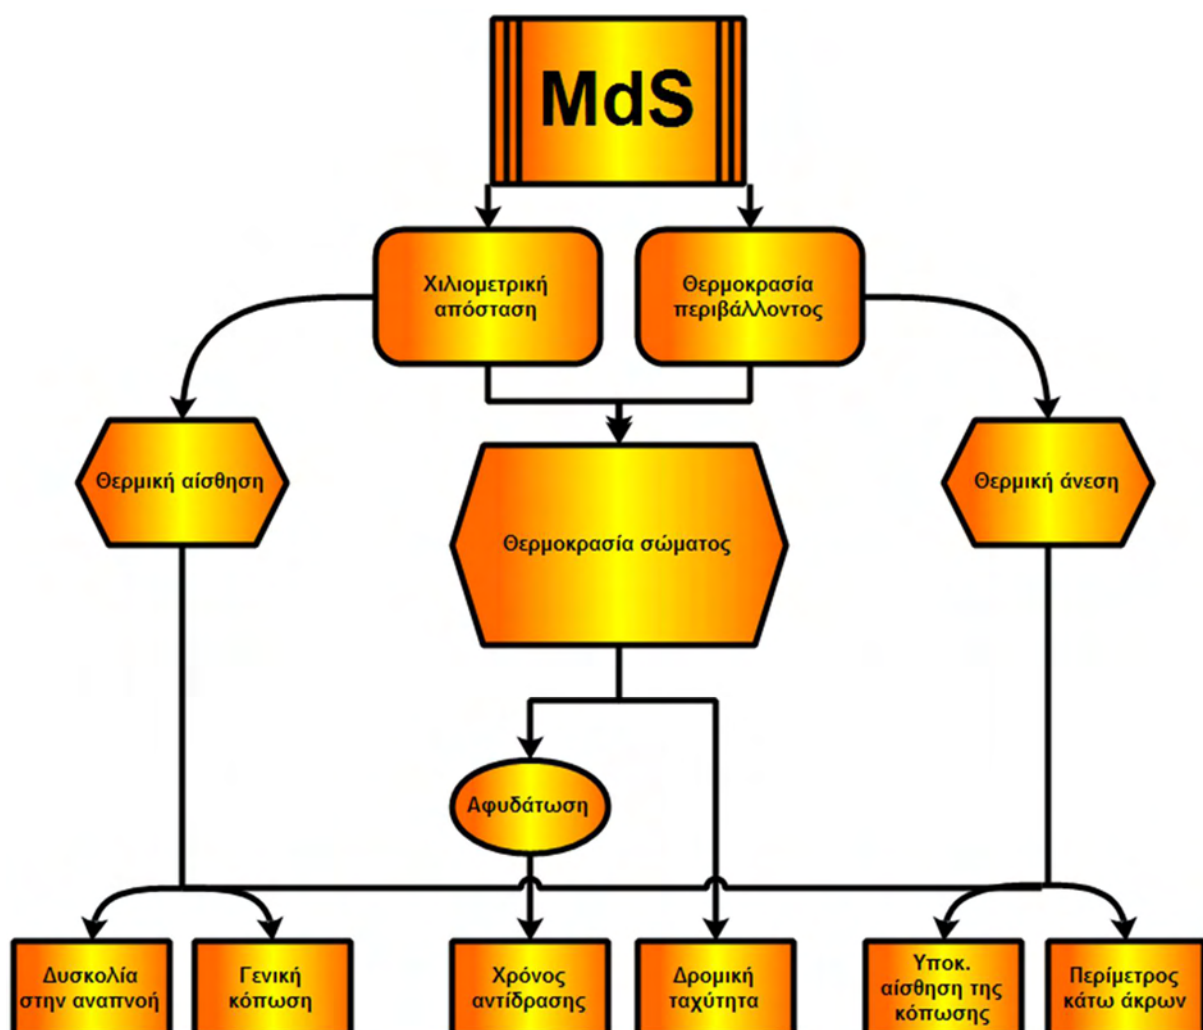 MdS
Χιλιομετρική
απόσταση
Θερμοκρασία
περιβάλλοντος
Θερμική αίσθηση
Θερμοκρασία σώματος
Θερμική άνεση
Αφυδάτωση
Δυσκολία
στην αναπνοή
Γενική
κόπωση
Χρόνος
αντίδρασης
Δρομική
ταχύτητα
Υποκ.
αίσθηση της
κόπωσης
Περίμετρος
κάτω άκρων